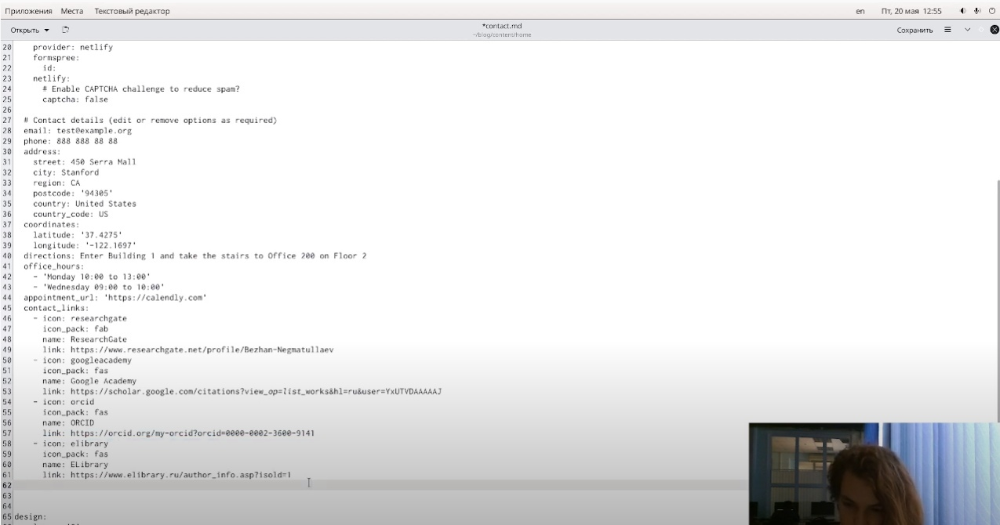 Приложения Места Текстовый редактор en Пт, 20 мая 12:55
Открыть *contact.md Сохранить
~/blog/content/home
20 provider: netlify
21 formspree:
22 id:
23 netlify:
24 # Enable CAPTCHA challenge to reduce spam?
25 captcha: false
26
27 # Contact details (edit or remove options as required)
28 email: test@example.org
29 phone: 888 888 88 88
30 address:
31 street: 450 Serra Mall
32 city: Stanford
33 region: CA
34 postcode: '94305'
35 country: United States
36 country_code: US
37 coordinates:
38 latitude: '37.4275'
39 longitude: '-122.1697'
40 directions: Enter Building 1 and take the stairs to Office 200 on Floor 2
41 office_hours:
42 - 'Monday 10:00 to 13:00'
43 - 'Wednesday 09:00 to 10:00'
44 appointment_url: 'https://calendly.com'
45 contact_links:
46 - icon: researchgate
47 icon_pack: fab
48 name: ResearchGate
49 link: https://www.researchgate.net/profile/Bezhan-Negmatullaev
50 - icon: googleacademy
51 icon_pack: fas
52 name: Google Academy
53 link: https://scholar.google.com/citations?view_op=list_works&hl=ru&user=YxUTVDAAAAAJ
54 - icon: orcid
55 icon_pack: fas
56 name: ORCID
57 link: https://orcid.org/my-orcid?orcid=0000-0002-3600-9141
58 - icon: elibrary
59 icon_pack: fas
60 name: ELibrary
61 link: https://www.elibrary.ru/author_info.asp?isold=1
62
63
64
65 design: